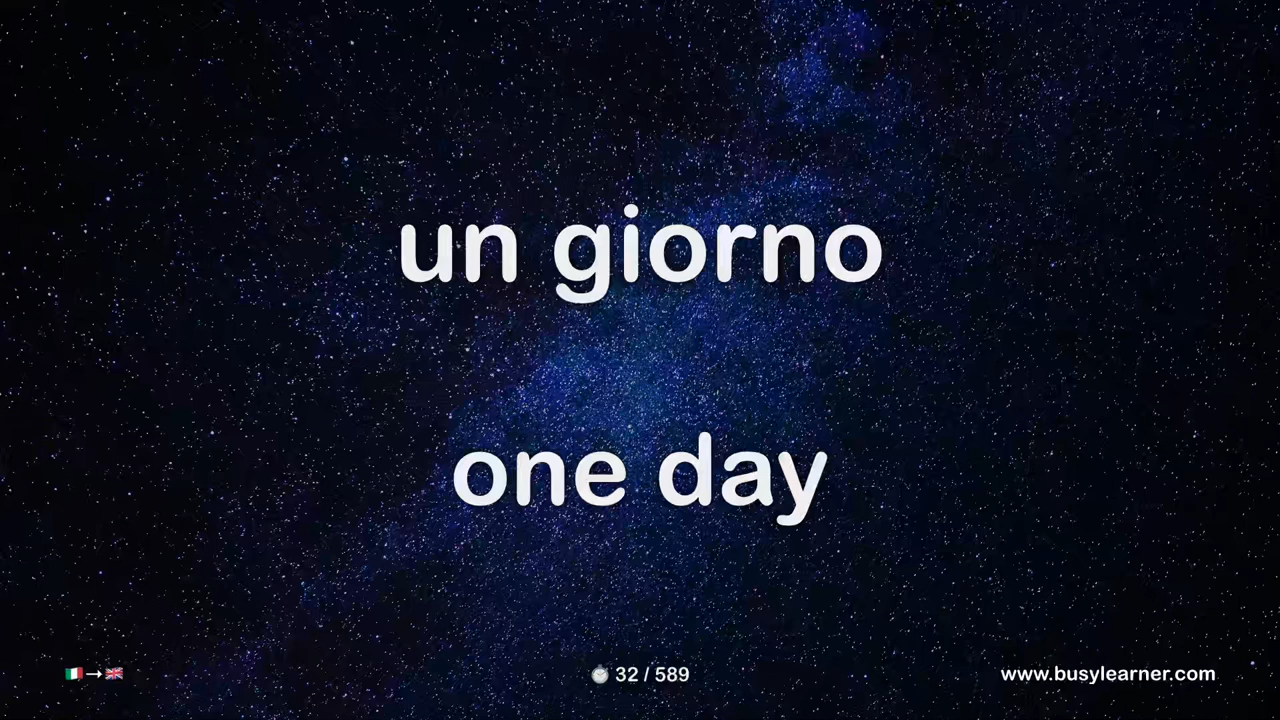 un giorno
one day
🇮🇹→🇬🇧
⏱ 32 / 589
www.busylearner.com